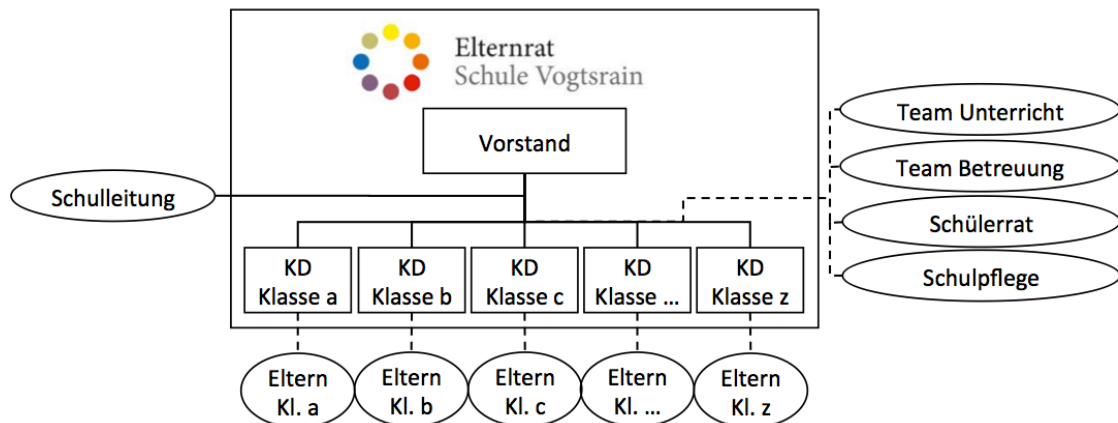 Elternrat
Schule Vogtsrain
Vorstand
Schulleitung
Team Unterricht
Team Betreuung
Schülerrat
Schulpflege
KD
Klasse a
KD
Klasse b
KD
Klasse c
KD
Klasse ...
KD
Klasse z
Eltern
Kl. a
Eltern
Kl. b
Eltern
Kl. c
Eltern
Kl. ...
Eltern
Kl. z